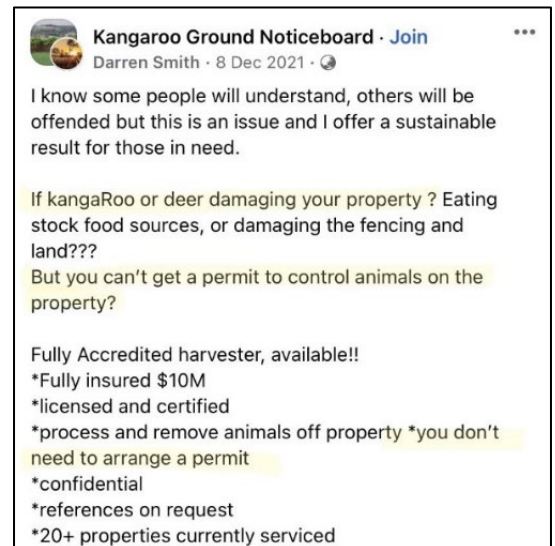 Kangaroo Ground Noticeboard · Join
Darren Smith · 8 Dec 2021 ·
I know some people will understand, others will be
offended but this is an issue and I offer a sustainable
result for those in need.
If kangaRoo or deer damaging your property ? Eating
stock food sources, or damaging the fencing and
land???
But you can't get a permit to control animals on the
property?
Fully Accredited harvester, available!!
*Fully insured $10M
*licensed and certified
*process and remove animals off property *you don't
need to arrange a permit
*confidential
*references on request
*20+ properties currently serviced